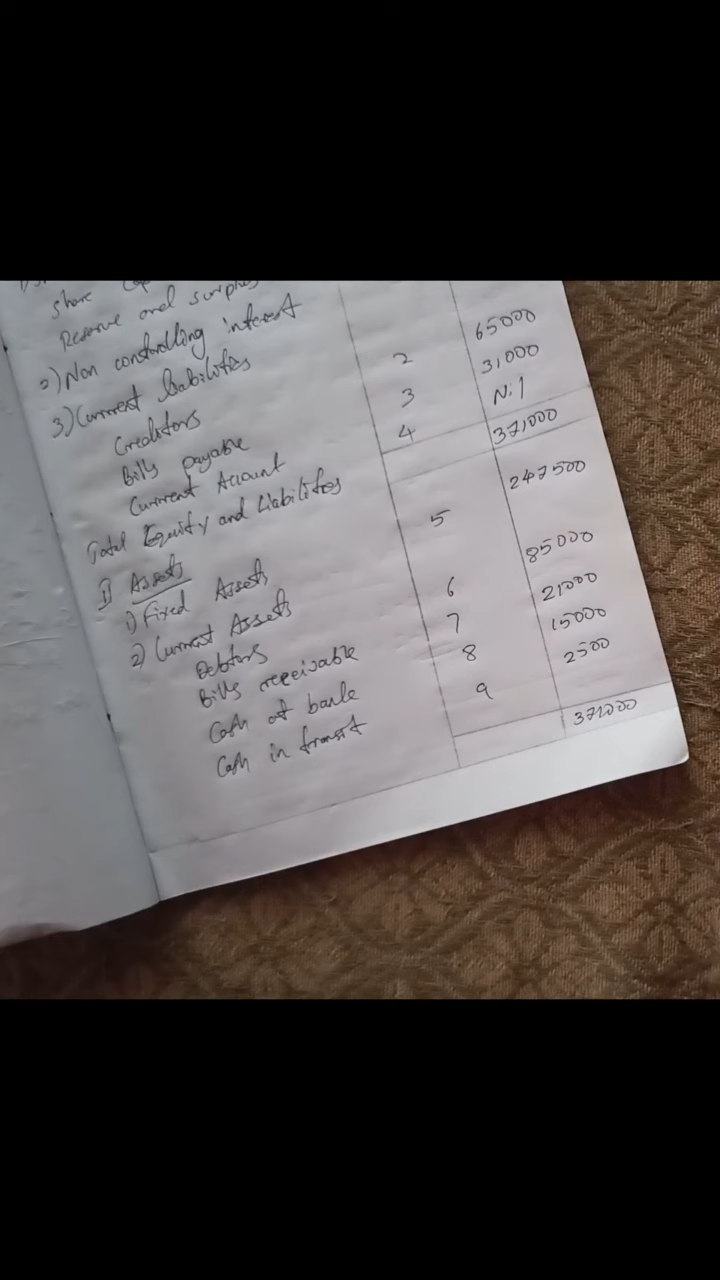 Share
Reserve and surplus
2) Non controlling interest
3) Current liabilities
Creditors 2 65000
Bills payable 3 31000
Current Account 4 Nil
Total Equity and Liabilities 371000
I) Assets
1) Fixed Assets 5 247500
2) Current Assets
Debtors 6 85000
Bills receivable 7 21000
Cash at bank 8 15000
Cash in transit 9 2500
371000